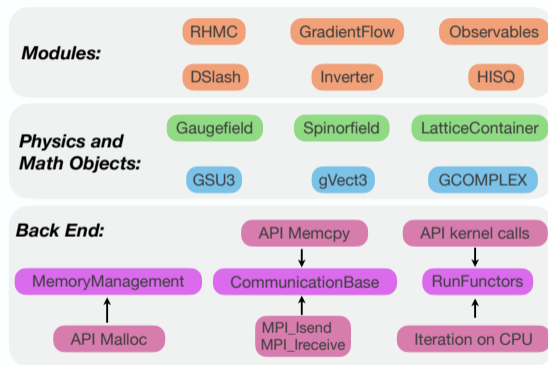 Modules:
RHMC
GradientFlow
Observables
DSlash
Inverter
HISQ
Physics and
Math Objects:
Gaugefield
Spinorfield
LatticeContainer
GSU3
gVect3
GCOMPLEX
Back End:
API Memcpy
API kernel calls
MemoryManagement
CommunicationBase
RunFunctors
API Malloc
MPI_Isend
MPI_Ireceive
Iteration on CPU